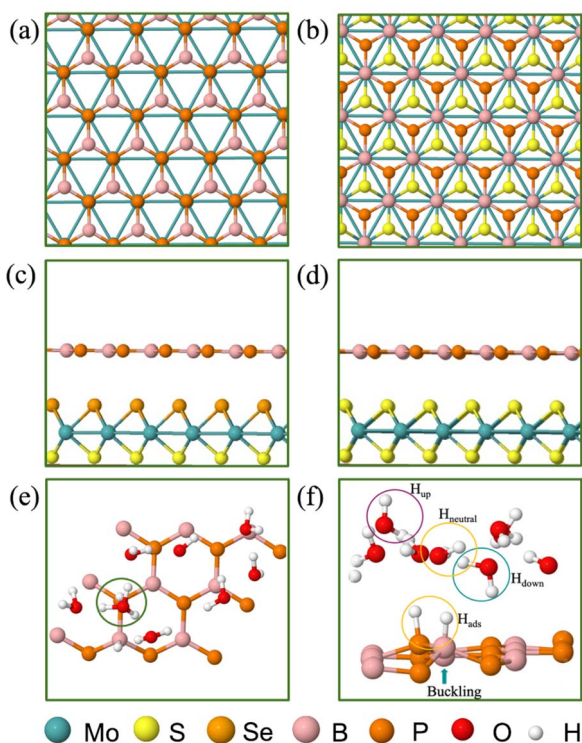 (a)
(b)
(c)
(d)
(e)
(f)
H_up
H_neutral
H_down
H_ads
Buckling
Mo S Se B P O H